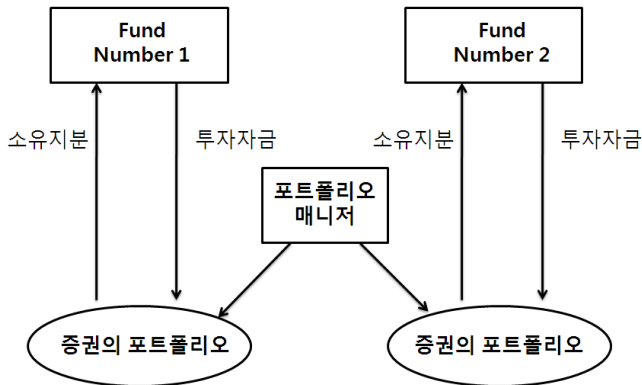 Fund
Number 1
Fund
Number 2
소유지분
투자자금
소유지분
투자자금
포트폴리오
매니저
증권의 포트폴리오
증권의 포트폴리오